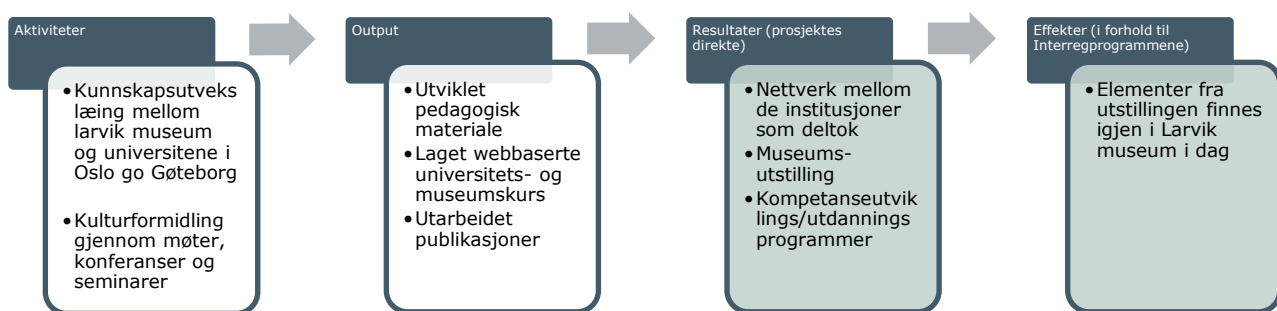 Aktiviteter
•Kunnskapsutveks
læing mellom
larvik museum
og universitene i
Oslo go Gøteborg
•Kulturformidling
gjennom møter,
konferanser og
seminarer
Output
•Utviklet
pedagogisk
materiale
•Laget webbaserte
universitets- og
museumskurs
•Utarbeidet
publikasjoner
Resultater (prosjektes
direkte)
•Nettverk mellom
de institusjoner
som deltok
•Museums-
utstilling
•Kompetanseutvik
lings/utdannings
programmer
Effekter (i forhold til
Interregprogrammene)
•Elementer fra
utstillingen finnes
igjen i Larvik
museum i dag